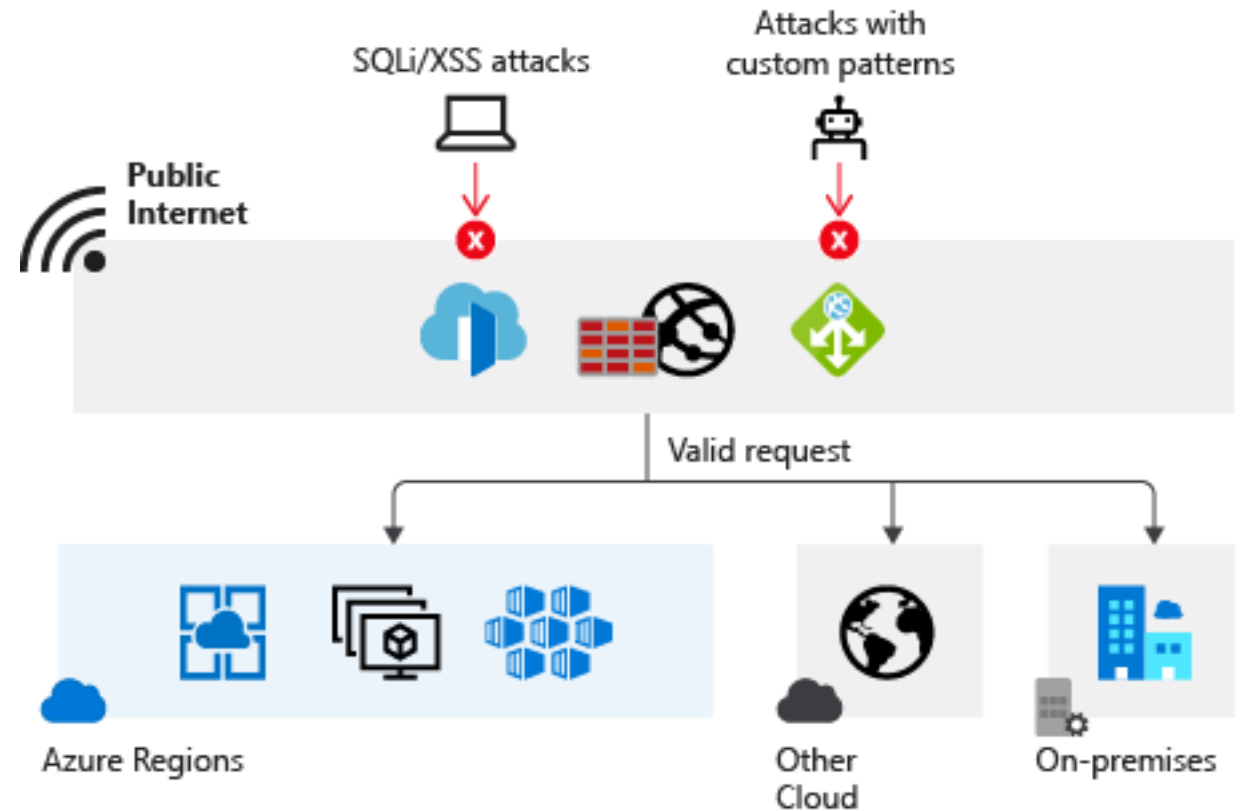 SQLi/XSS attacks
Attacks with
custom patterns
Public
Internet
X
X
Valid request
Azure Regions
Other
Cloud
On-premises